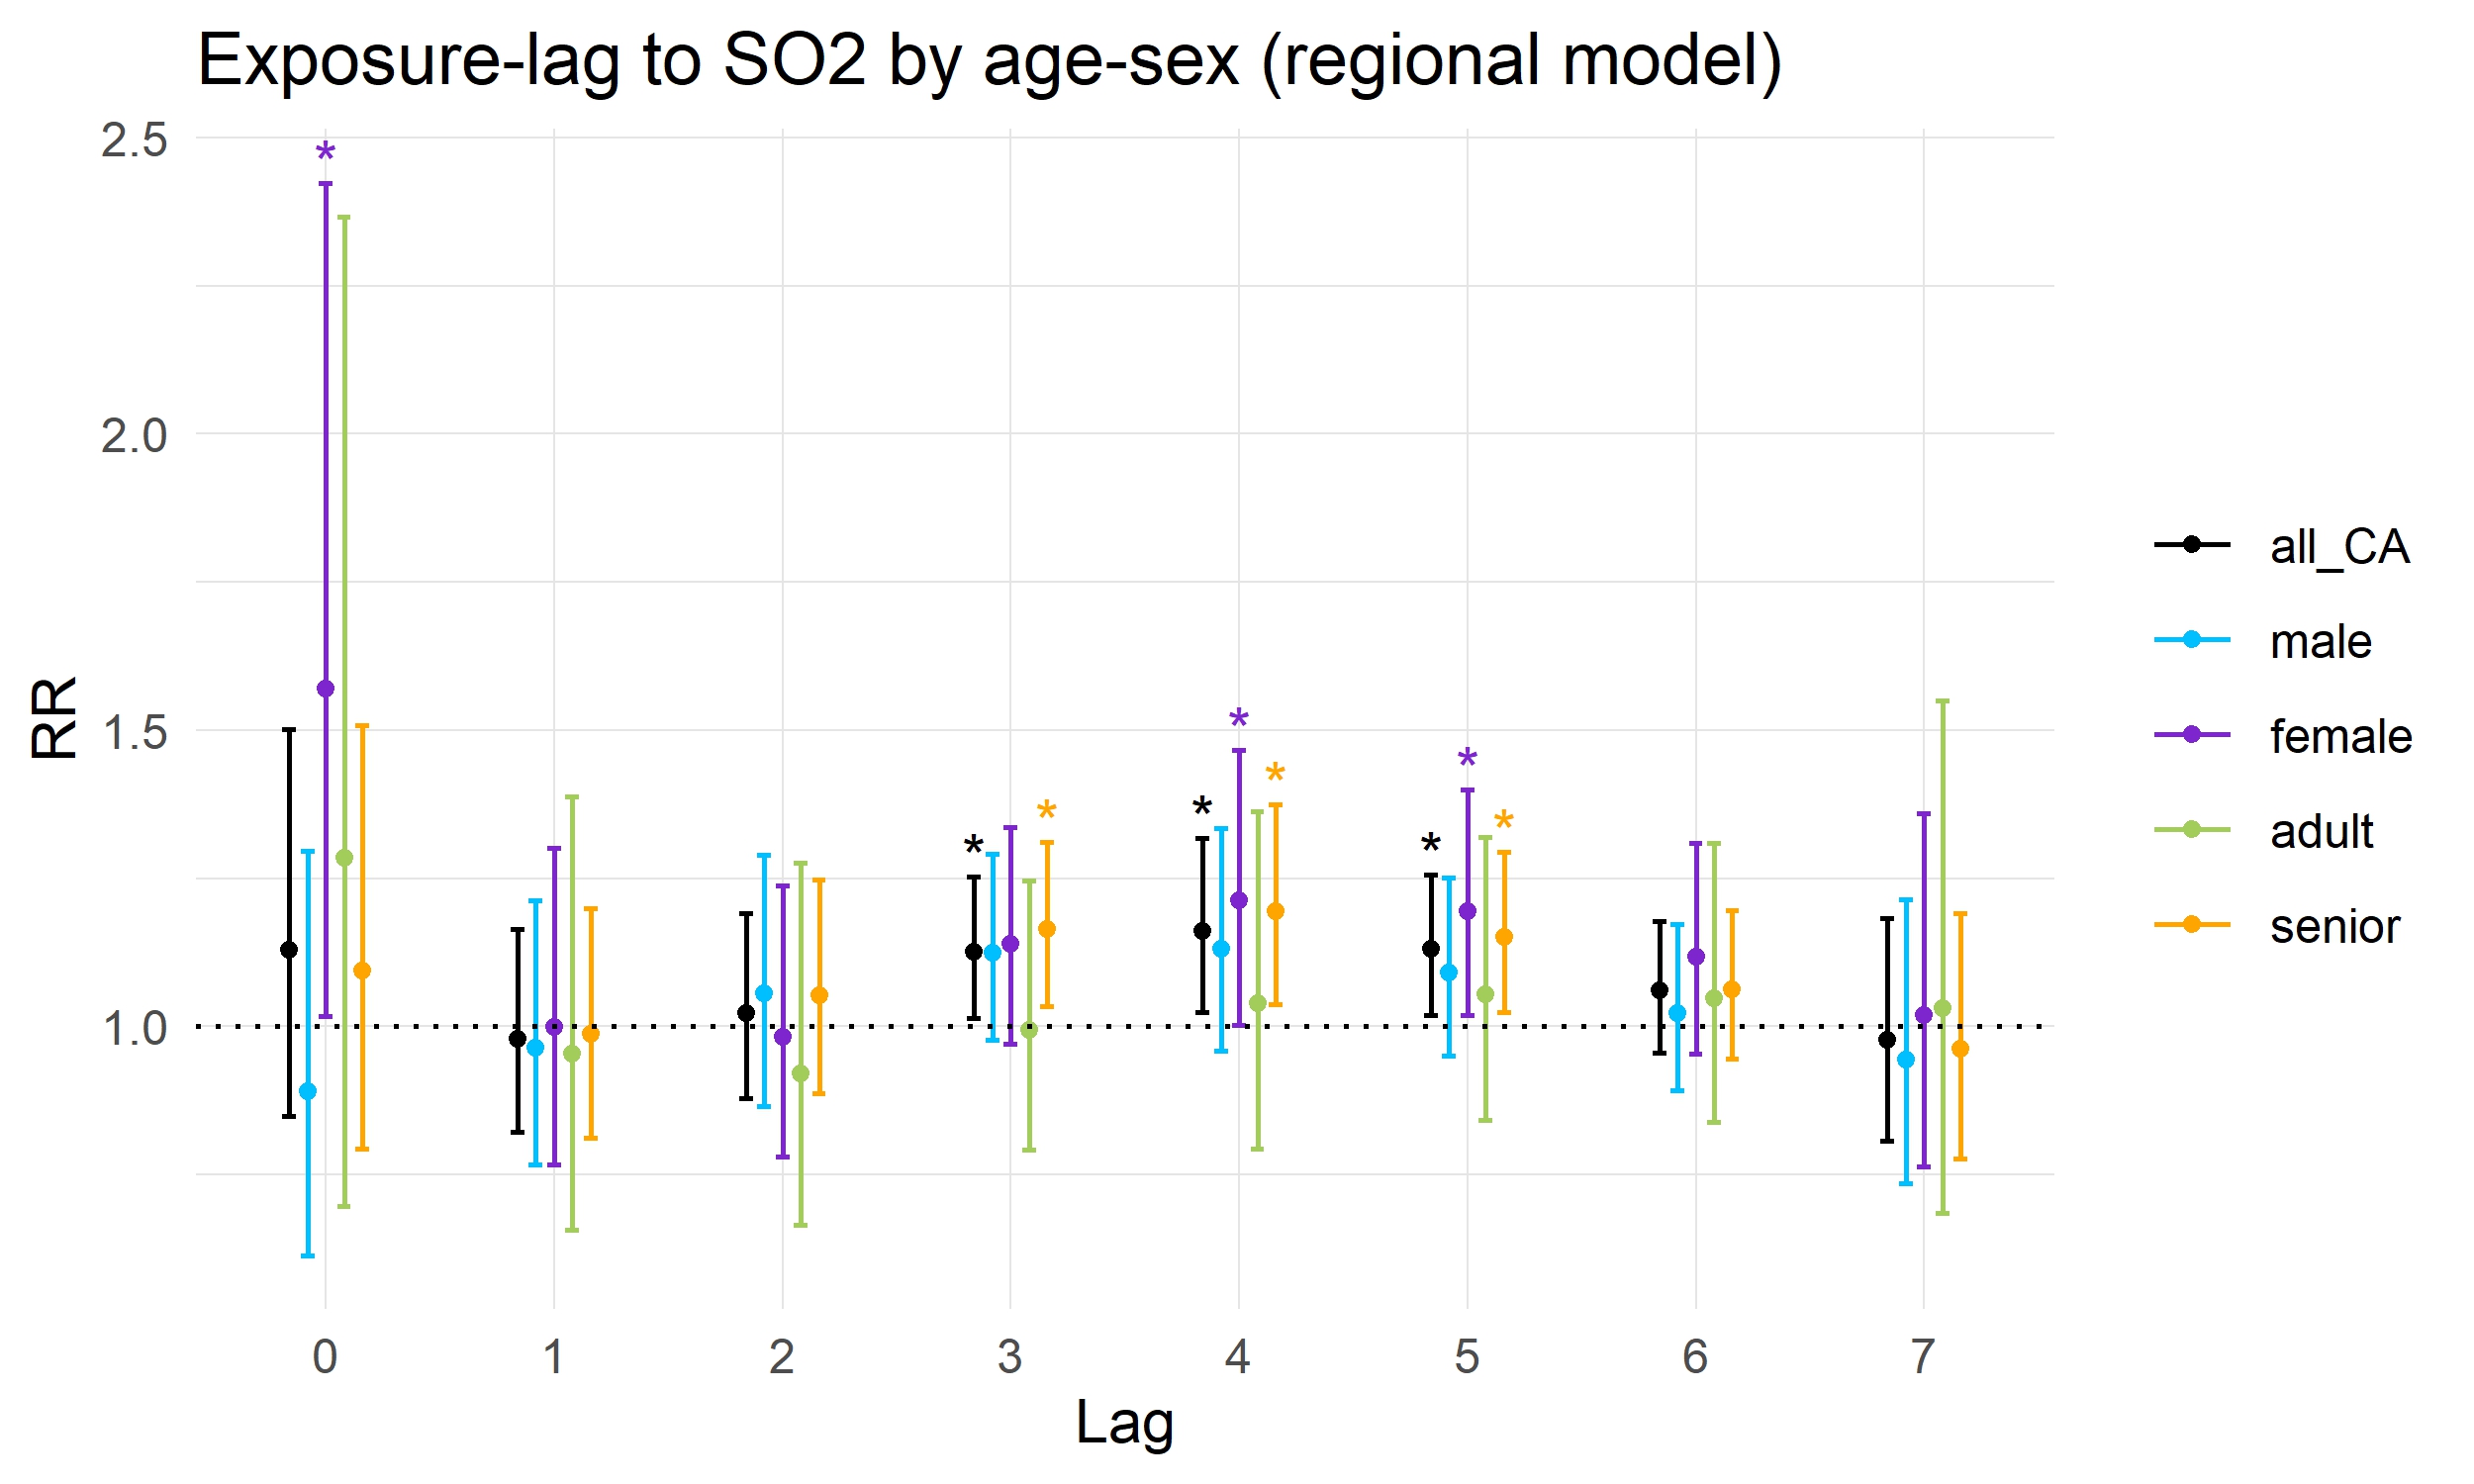 Exposure-lag to SO2 by age-sex (regional model)
2.5
2.0
1.5
1.0
RR
*
*
*
*
*
*
*
*
*
0
1
2
3
4
5
6
7
Lag
all_CA
male
female
adult
senior